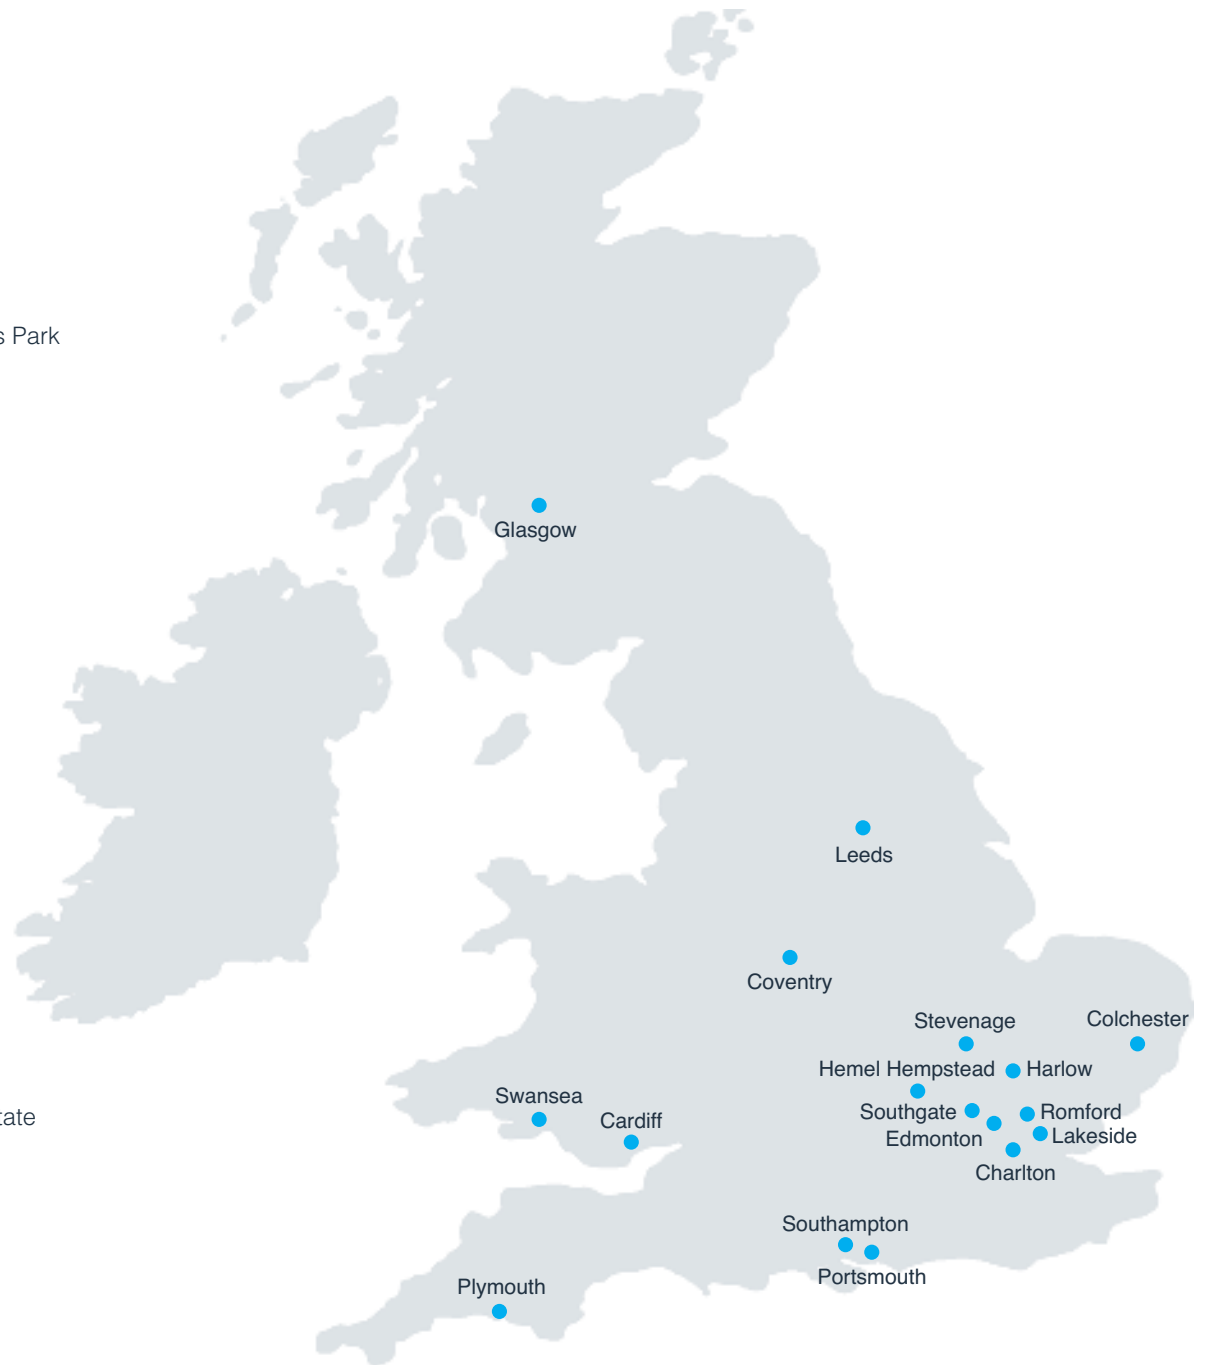 s Park
Glasgow
Leeds
Coventry
Stevenage
Colchester
Hemel Hempstead
Harlow
Swansea
Cardiff
Southgate
Romford
tate
Edmonton
Lakeside
Charlton
Southampton
Portsmouth
Plymouth